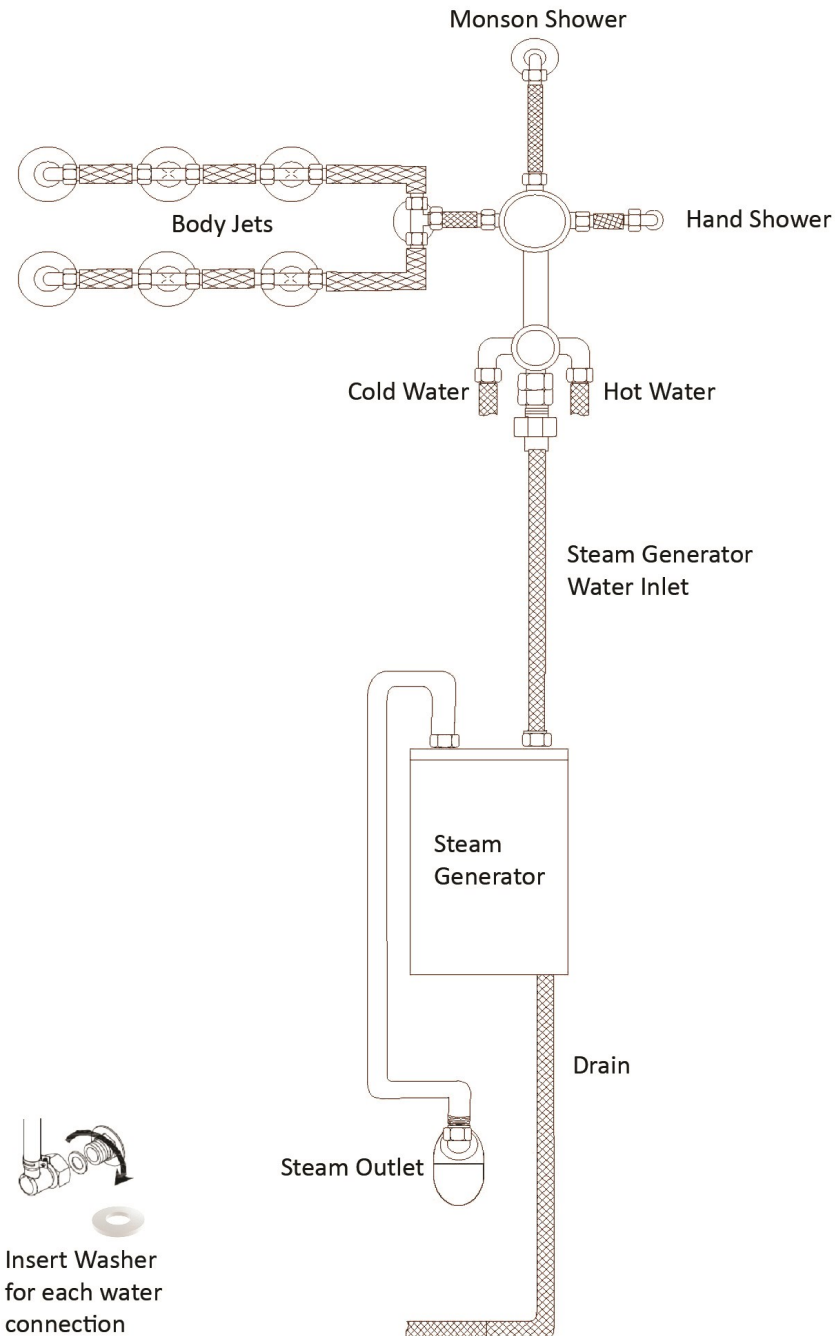 Monson Shower
Body Jets
Hand Shower
Cold Water
Hot Water
Steam Generator
Water Inlet
Steam
Generator
Drain
Steam Outlet
Insert Washer
for each water
connection